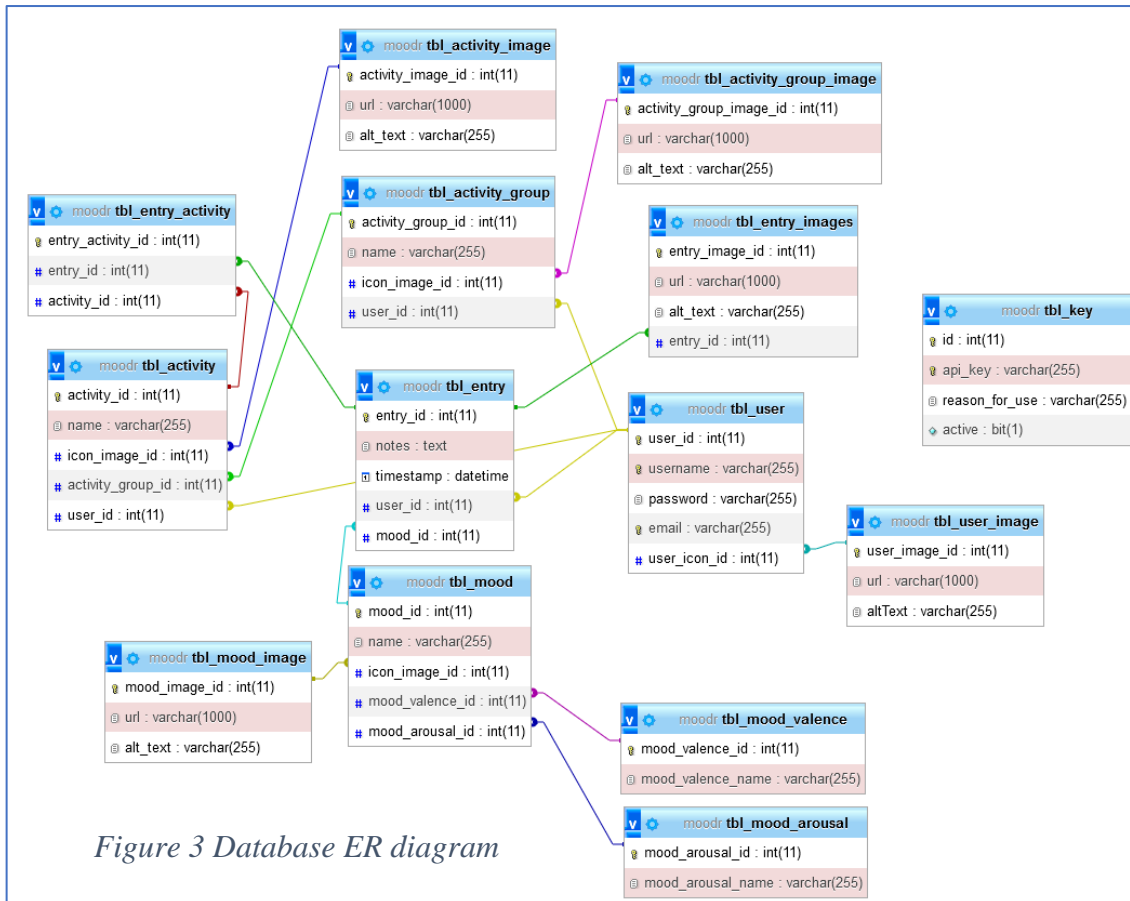 moodr tbl_activity_image
activity_image_id : int(11)
url : varchar(1000)
alt_text : varchar(255)
moodr tbl_activity_group_image
activity_group_image_id : int(11)
url : varchar(1000)
alt_text : varchar(255)
moodr tbl_entry_activity
entry_activity_id : int(11)
entry_id : int(11)
activity_id : int(11)
moodr tbl_activity_group
activity_group_id : int(11)
name : varchar(255)
icon_image_id : int(11)
user_id : int(11)
moodr tbl_entry_images
entry_image_id : int(11)
url : varchar(1000)
alt_text : varchar(255)
entry_id : int(11)
moodr tbl_key
id : int(11)
api_key : varchar(255)
reason_for_use : varchar(255)
active : bit(1)
moodr tbl_activity
activity_id : int(11)
name : varchar(255)
icon_image_id : int(11)
activity_group_id : int(11)
user_id : int(11)
moodr tbl_entry
entry_id : int(11)
notes : text
timestamp : datetime
user_id : int(11)
mood_id : int(11)
moodr tbl_user
user_id : int(11)
username : varchar(255)
password : varchar(255)
email : varchar(255)
user_icon_id : int(11)
moodr tbl_user_image
user_image_id : int(11)
url : varchar(1000)
altText : varchar(255)
moodr tbl_mood
mood_id : int(11)
name : varchar(255)
icon_image_id : int(11)
mood_valence_id : int(11)
mood_arousal_id : int(11)
moodr tbl_mood_image
mood_image_id : int(11)
url : varchar(1000)
alt_text : varchar(255)
moodr tbl_mood_valence
mood_valence_id : int(11)
mood_valence_name : varchar(255)
moodr tbl_mood_arousal
mood_arousal_id : int(11)
mood_arousal_name : varchar(255)
Figure 3 Database ER diagram